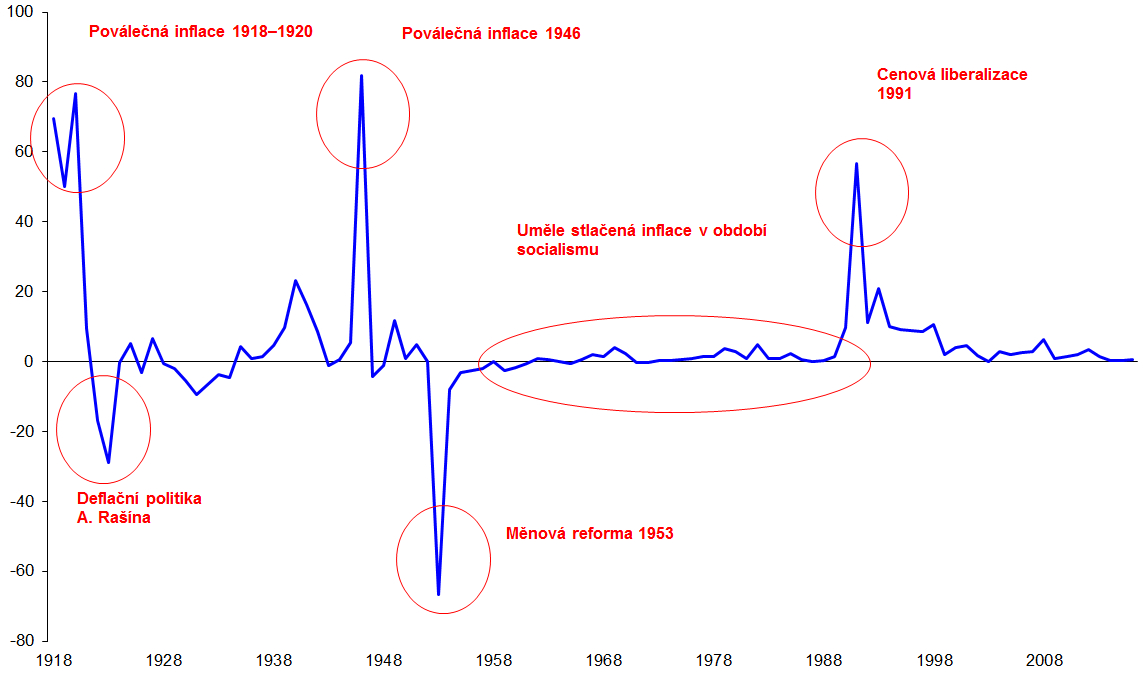 100
Poválečná inflace 1918–1920
Poválečná inflace 1946
80
Cenová liberalizace
1991
60
40
Uměle stlačená inflace v období
socialismu
20
0
-20
-40
Deflační politika
A. Rašína
Měnová reforma 1953
-60
-80
1918 1928 1938 1948 1958 1968 1978 1988 1998 2008